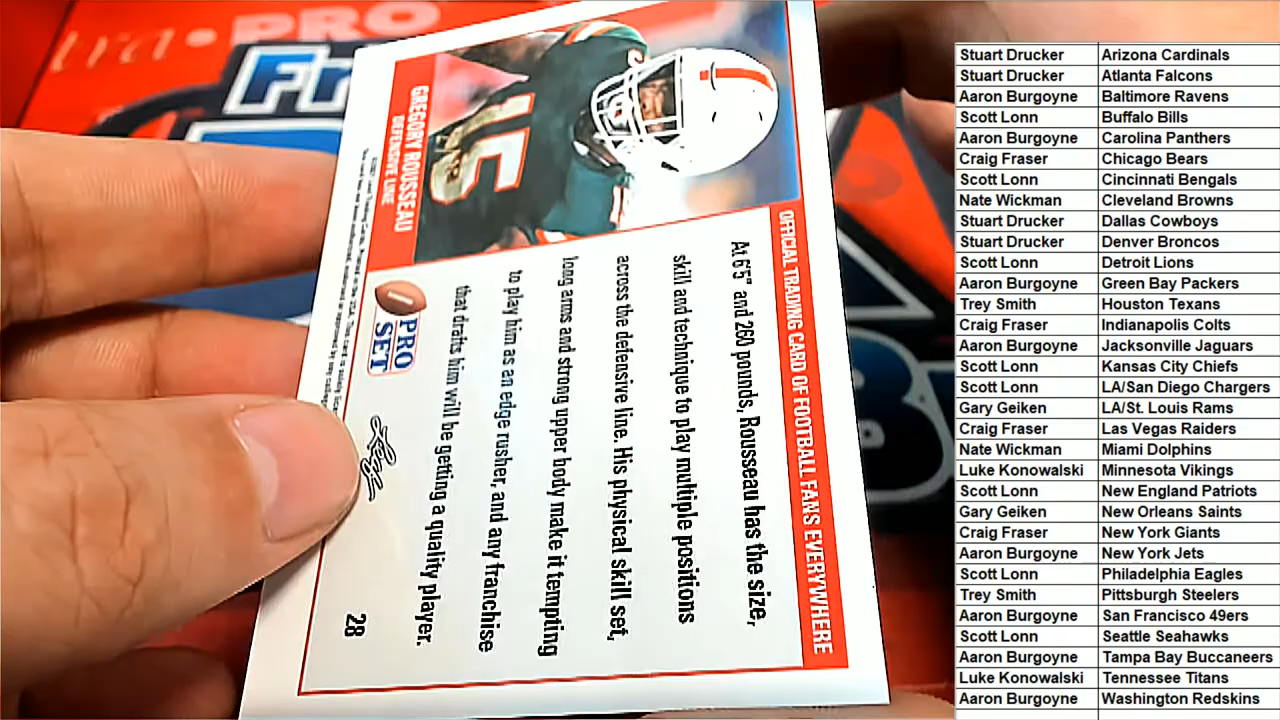 tra • PRO
Fr
OFFICIAL TRADING CARD OF FOOTBALL FANS EVERYWHERE
15
GREGORY ROUSSEAU
DEFENSIVE LINE
At 6'5" and 260 pounds, Rousseau has the size,
skill and technique to play multiple positions
across the defensive line. His physical skill set,
long arms and strong upper body make it tempting
to play him as an edge rusher, and any franchise
that drafts him will be getting a quality player.
PRO
SET
Leaf
28
Stuart Drucker Arizona Cardinals
Stuart Drucker Atlanta Falcons
Aaron Burgoyne Baltimore Ravens
Scott Lonn Buffalo Bills
Aaron Burgoyne Carolina Panthers
Craig Fraser Chicago Bears
Scott Lonn Cincinnati Bengals
Nate Wickman Cleveland Browns
Stuart Drucker Dallas Cowboys
Stuart Drucker Denver Broncos
Scott Lonn Detroit Lions
Aaron Burgoyne Green Bay Packers
Trey Smith Houston Texans
Craig Fraser Indianapolis Colts
Aaron Burgoyne Jacksonville Jaguars
Scott Lonn Kansas City Chiefs
Scott Lonn LA/San Diego Chargers
Gary Geiken LA/St. Louis Rams
Craig Fraser Las Vegas Raiders
Nate Wickman Miami Dolphins
Luke Konowalski Minnesota Vikings
Scott Lonn New England Patriots
Gary Geiken New Orleans Saints
Craig Fraser New York Giants
Aaron Burgoyne New York Jets
Scott Lonn Philadelphia Eagles
Trey Smith Pittsburgh Steelers
Aaron Burgoyne San Francisco 49ers
Scott Lonn Seattle Seahawks
Aaron Burgoyne Tampa Bay Buccaneers
Luke Konowalski Tennessee Titans
Aaron Burgoyne Washington Redskins